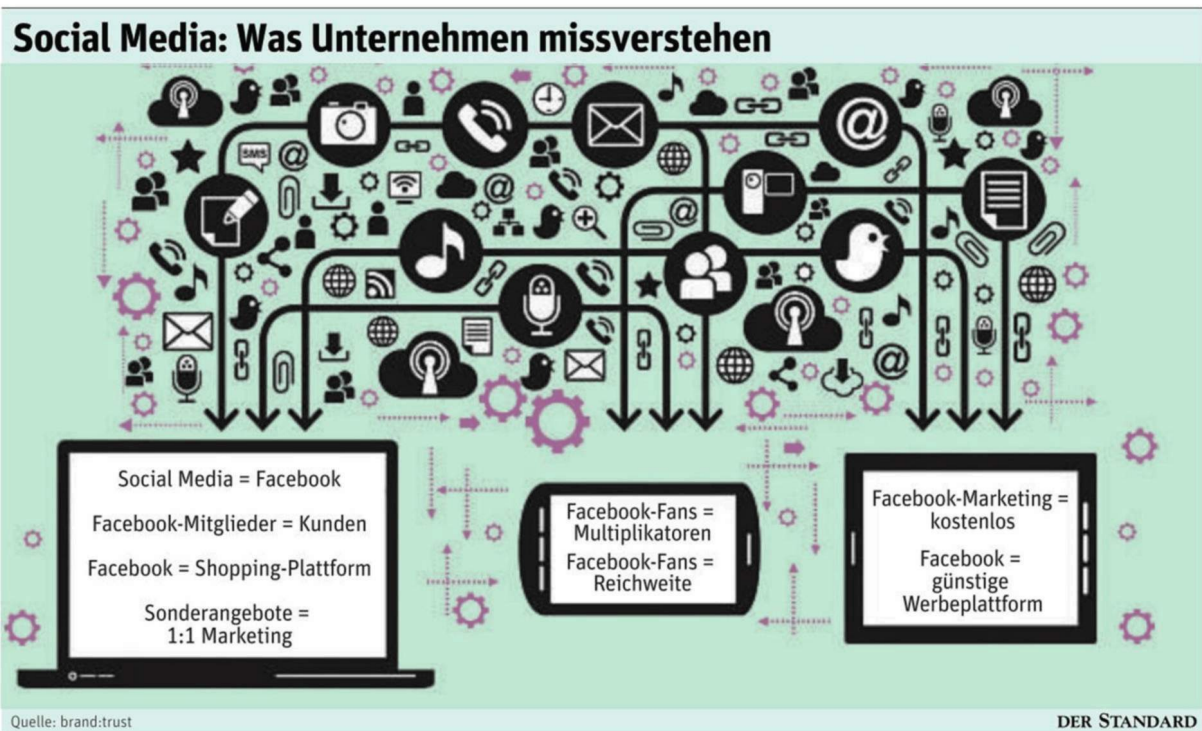 Social Media: Was Unternehmen missverstehen
SMS
@
@
@
@
@
Social Media = Facebook
Facebook-Mitglieder = Kunden
Facebook = Shopping-Plattform
Sonderangebote =
1:1 Marketing
Facebook-Fans =
Multiplikatoren
Facebook-Fans =
Reichweite
Facebook-Marketing =
kostenlos
Facebook =
günstige
Werbeplattform
Quelle: brand:trust
DER STANDARD